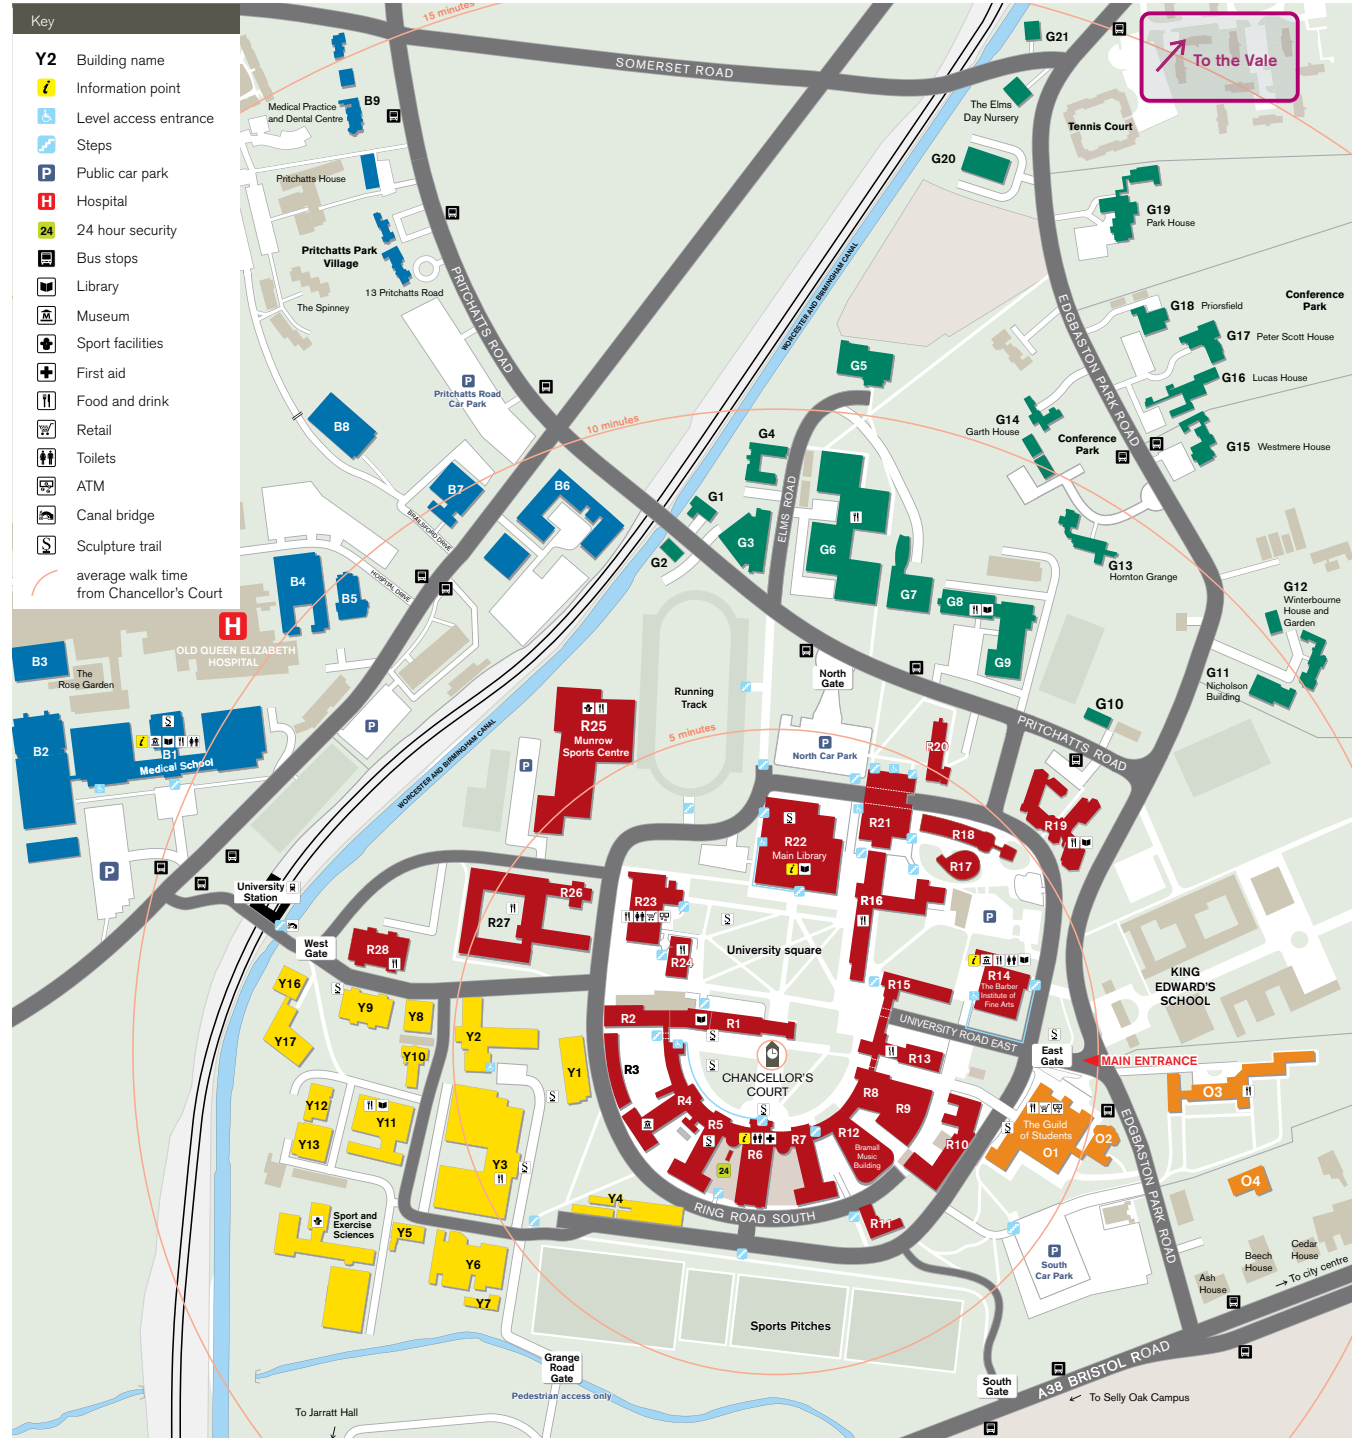 Key
Y2 Building name
i Information point
Level access entrance
Steps
P Public car park
H Hospital
24 24 hour security
Bus stops
Library
Museum
Sport facilities
First aid
Food and drink
Retail
Toilets
ATM
Canal bridge
S Sculpture trail
average walk time
from Chancellor's Court
15 minutes
SOMERSET ROAD
G21
To the Vale
The Elms
Day Nursery
Tennis Court
G20
B9
Medical Practice
and Dental Centre
Pritchatts House
Pritchatts Park
Village
13 Pritchatts Road
The Spinney
PRITCHATTS ROAD
WORCESTER AND BIRMINGHAM CANAL
G19
Park House
EDGBASTON PARK ROAD
G18 Priorsfield
Conference
Park
G17 Peter Scott House
G16 Lucas House
G15 Westmere House
G14
Garth House
Conference
Park
G5
P
Pritchatts Road
Car Park
10 minutes
B8
B7
B6
BRAILSFORD DRIVE
HOSPITAL DRIVE
G4
G1
G3
G2
ELMS ROAD
G6
G7
G8
G9
G13
Hornton Grange
G12
Winterbourne
House and
Garden
G11
Nicholson
Building
G10
B4
B5
H
OLD QUEEN ELIZABETH
HOSPITAL
B3
The
Rose Garden
B2
B1
Medical School
i
S
P
P
P
WORCESTER AND BIRMINGHAM CANAL
R25
Munrow
Sports Centre
Running
Track
5 minutes
North
Gate
P
North Car Park
PRITCHATTS ROAD
R20
R19
R21
R18
R17
R22
Main Library
i
S
R16
P
R23
R24
S
University square
R26
R27
R28
University
Station
West
Gate
R14
The Barber
Institute of
Fine Arts
i
R15
UNIVERSITY ROAD EAST
R13
KING
EDWARD'S
SCHOOL
East
Gate
MAIN ENTRANCE
S
R2
R1
S
R3
R4
R5
R6
R7
R8
R9
R10
R11
R12
Bramall
Music
Building
CHANCELLOR'S
COURT
S
S
S
i
24
RING ROAD SOUTH
Y16
Y17
S
Y9
Y8
Y10
Y2
Y1
S
Y12
Y13
Y11
Y3
S
Y4
Y5
Y6
Y7
Sport and
Exercise
Sciences
The Guild
of Students
O1
O2
O3
O4
S
EDGBASTON PARK ROAD
P
South
Car Park
Beech
House
Cedar
House
Ash
House
To city centre
Sports Pitches
Grange
Road
Gate
Pedestrian access only
South
Gate
A38 BRISTOL ROAD
To Selly Oak Campus
To Jarratt Hall